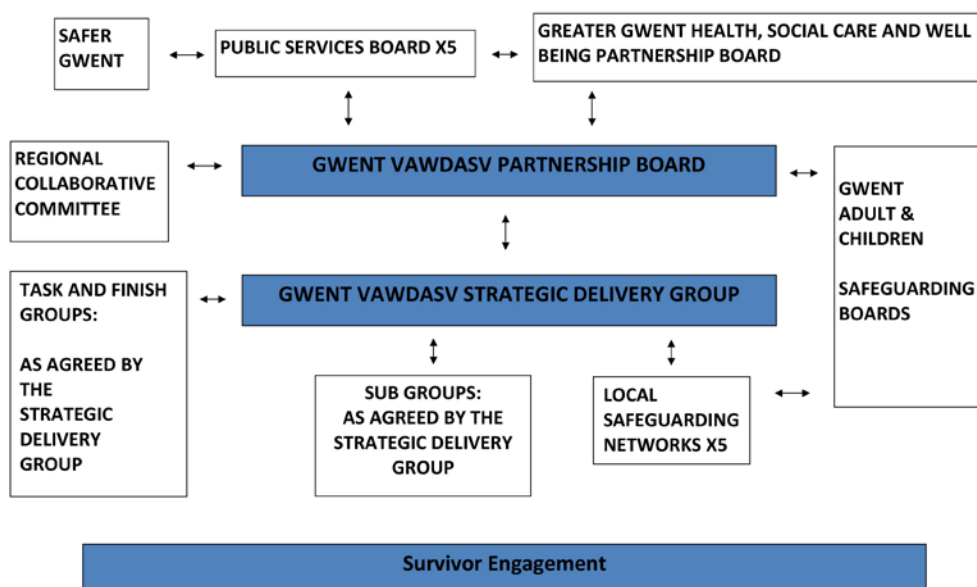 SAFER
GWENT
PUBLIC SERVICES BOARD X5
GREATER GWENT HEALTH, SOCIAL CARE AND WELL
BEING PARTNERSHIP BOARD
REGIONAL
COLLABORATIVE
COMMITTEE
GWENT VAWDASV PARTNERSHIP BOARD
GWENT
ADULT &
CHILDREN
SAFEGUARDING
BOARDS
TASK AND FINISH
GROUPS:
AS AGREED BY
THE
STRATEGIC
DELIVERY
GROUP
GWENT VAWDASV STRATEGIC DELIVERY GROUP
SUB GROUPS:
AS AGREED BY THE
STRATEGIC DELIVERY
GROUP
LOCAL
SAFEGUARDING
NETWORKS X5
Survivor Engagement